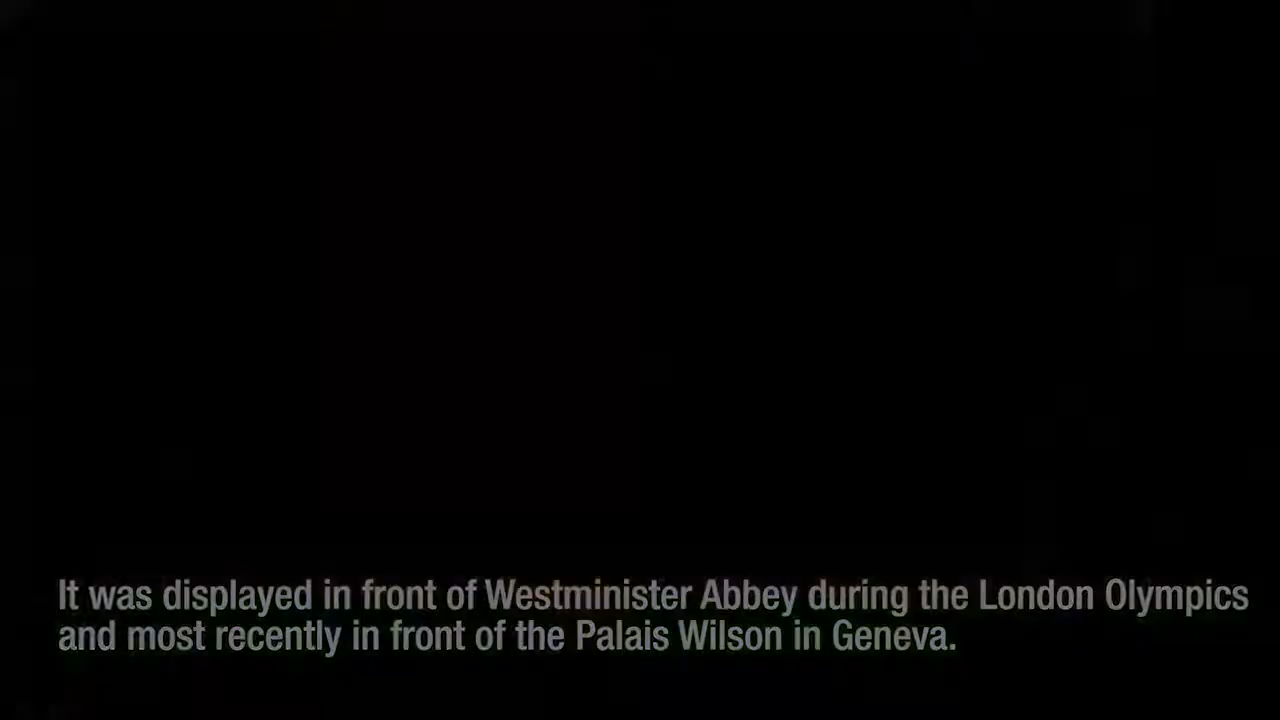 It was displayed in front of Westminister Abbey during the London Olympics
and most recently in front of the Palais Wilson in Geneva.